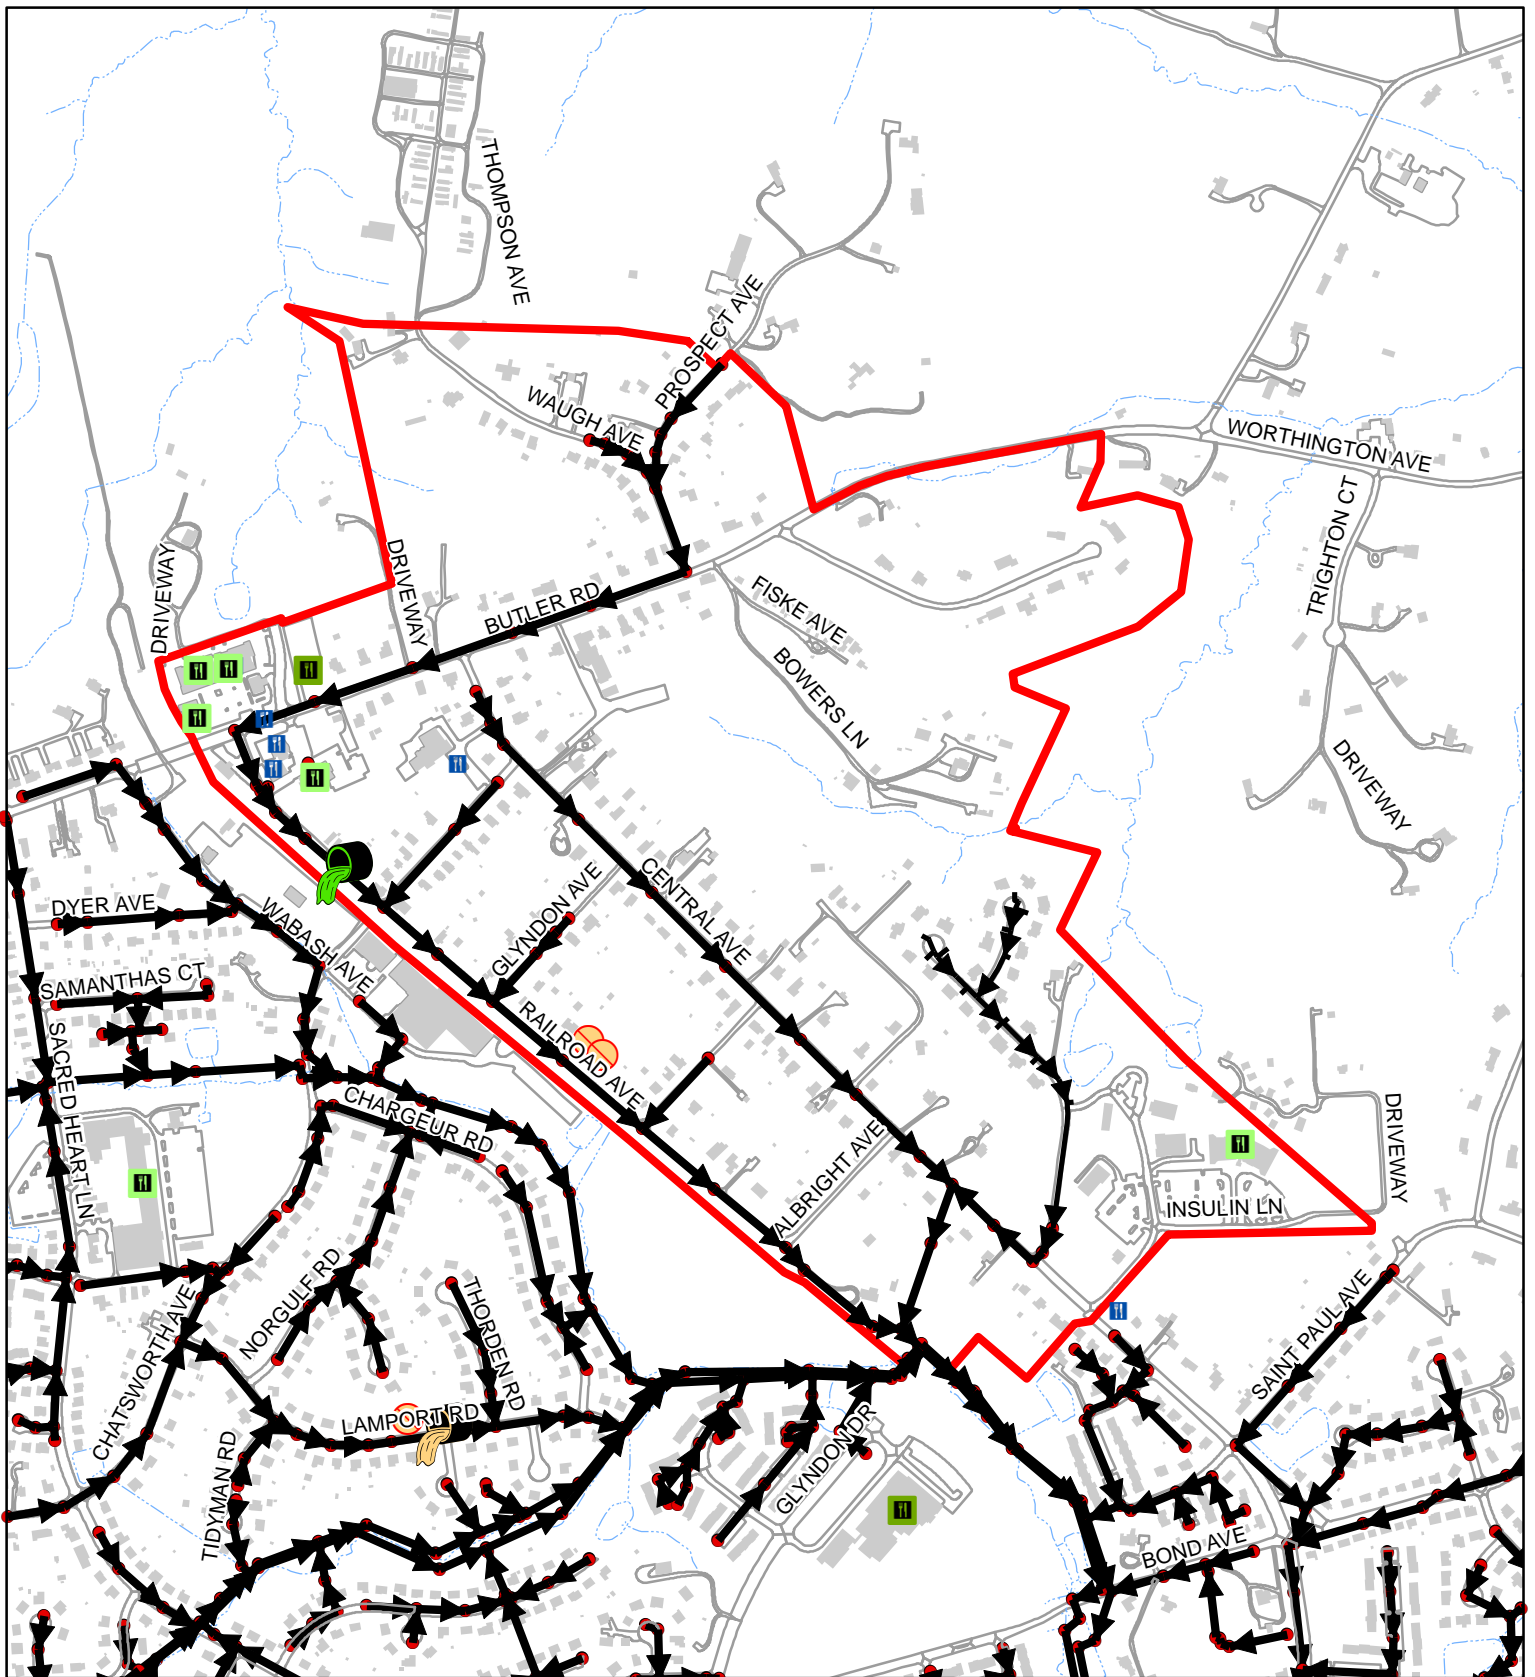 THOMPSON AVE
PROSPECT AVE
WAUGH AVE
WORTHINGTON AVE
TRIGHTON CT
DRIVEWAY
DRIVEWAY
BUTLER RD
FISKE AVE
BOWERS LN
DRIVEWAY
CENTRAL AVE
GLYNDON AVE
DYER AVE
WABASH AVE
SAMANTHAS CT
RAILROAD AVE
SACRED HEART LN
CHARGEUR RD
ALBRIGHT AVE
DRIVEWAY
INSULIN LN
NORGULF RD
THORDEN RD
CHATSWORTH AVE
SAINT PAUL AVE
LAMPORT RD
GLYNDON DR
TIDYMAN RD
BOND AVE